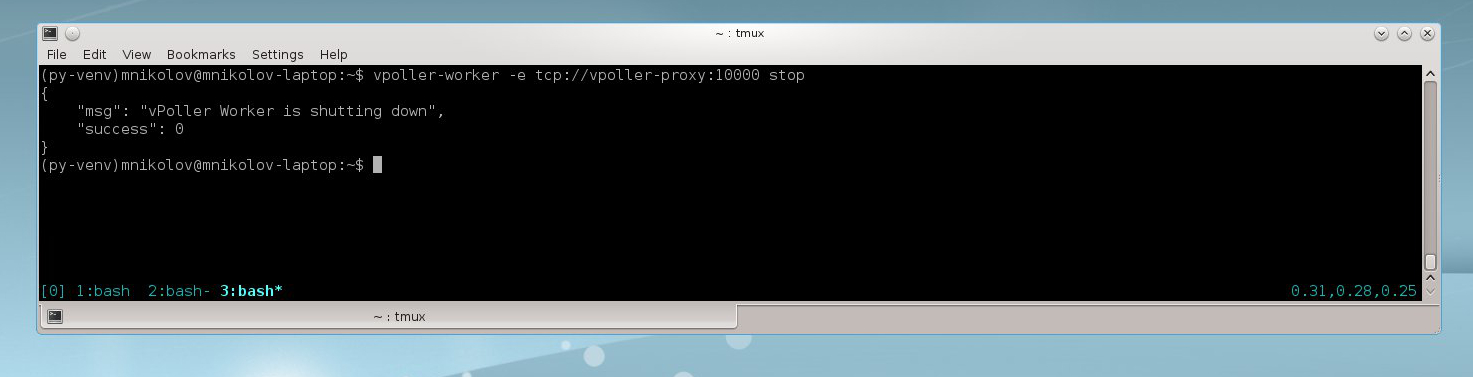 ~ : tmux
File Edit View Bookmarks Settings Help
(py-venv)mnikolov@mnikolov-laptop:~$ vpoller-worker -e tcp://vpoller-proxy:10000 stop
{
    "msg": "vPoller Worker is shutting down",
    "success": 0
}
(py-venv)mnikolov@mnikolov-laptop:~$
[0] 1:bash  2:bash- 3:bash* 0.31,0.28,0.25
~ : tmux